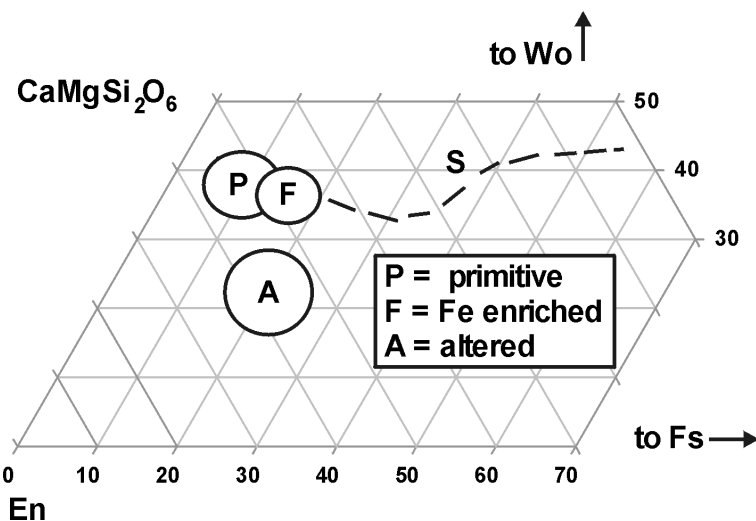 to Wo
CaMgSi2O6
50
S
40
P
F
30
A
P = primitive
F = Fe enriched
A = altered
to Fs
0 10 20 30 40 50 60 70
En